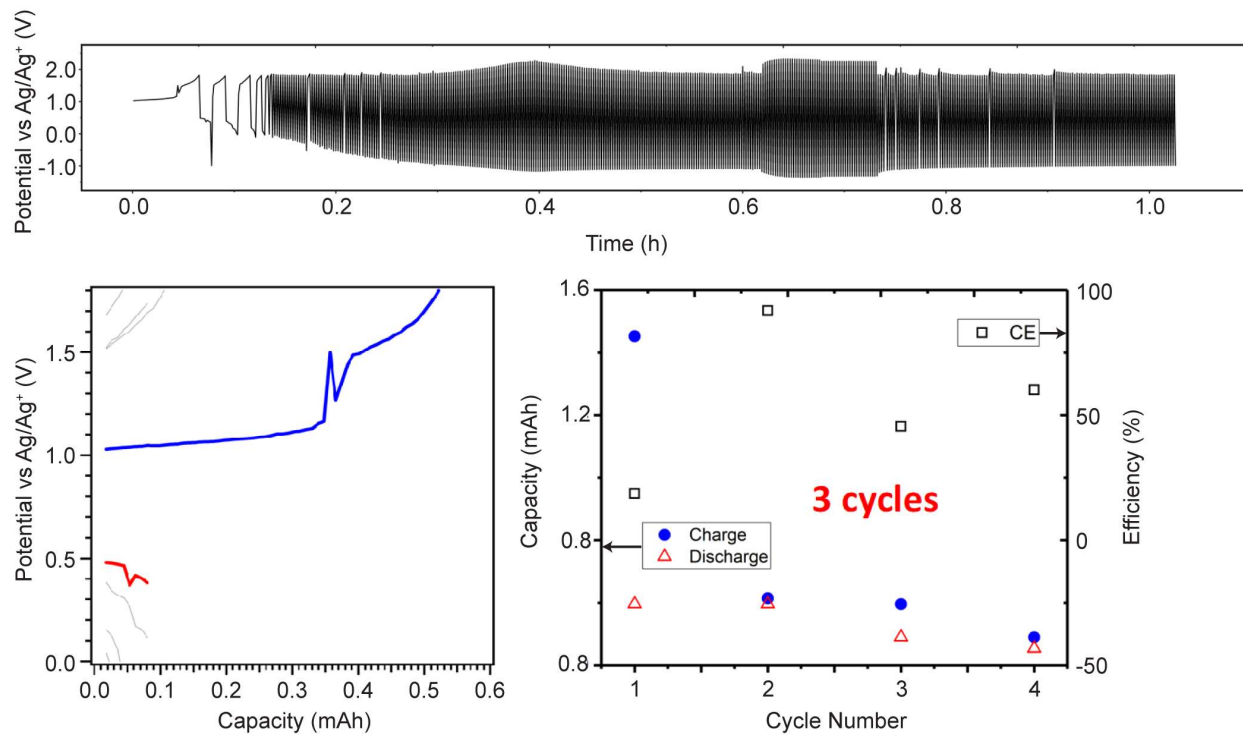 Potential vs Ag/Ag⁺ (V)
2.0
1.0
0.0
-1.0
0.0 0.2 0.4 0.6 0.8 1.0
Time (h)
Potential vs Ag/Ag⁺ (V)
1.5
1.0
0.5
0.0
0.0 0.1 0.2 0.3 0.4 0.5 0.6
Capacity (mAh)
Capacity (mAh)
1.6
1.2
0.8
0.8
CE
3 cycles
Charge
Discharge
100
50
0
-50
Efficiency (%)
1 2 3 4
Cycle Number